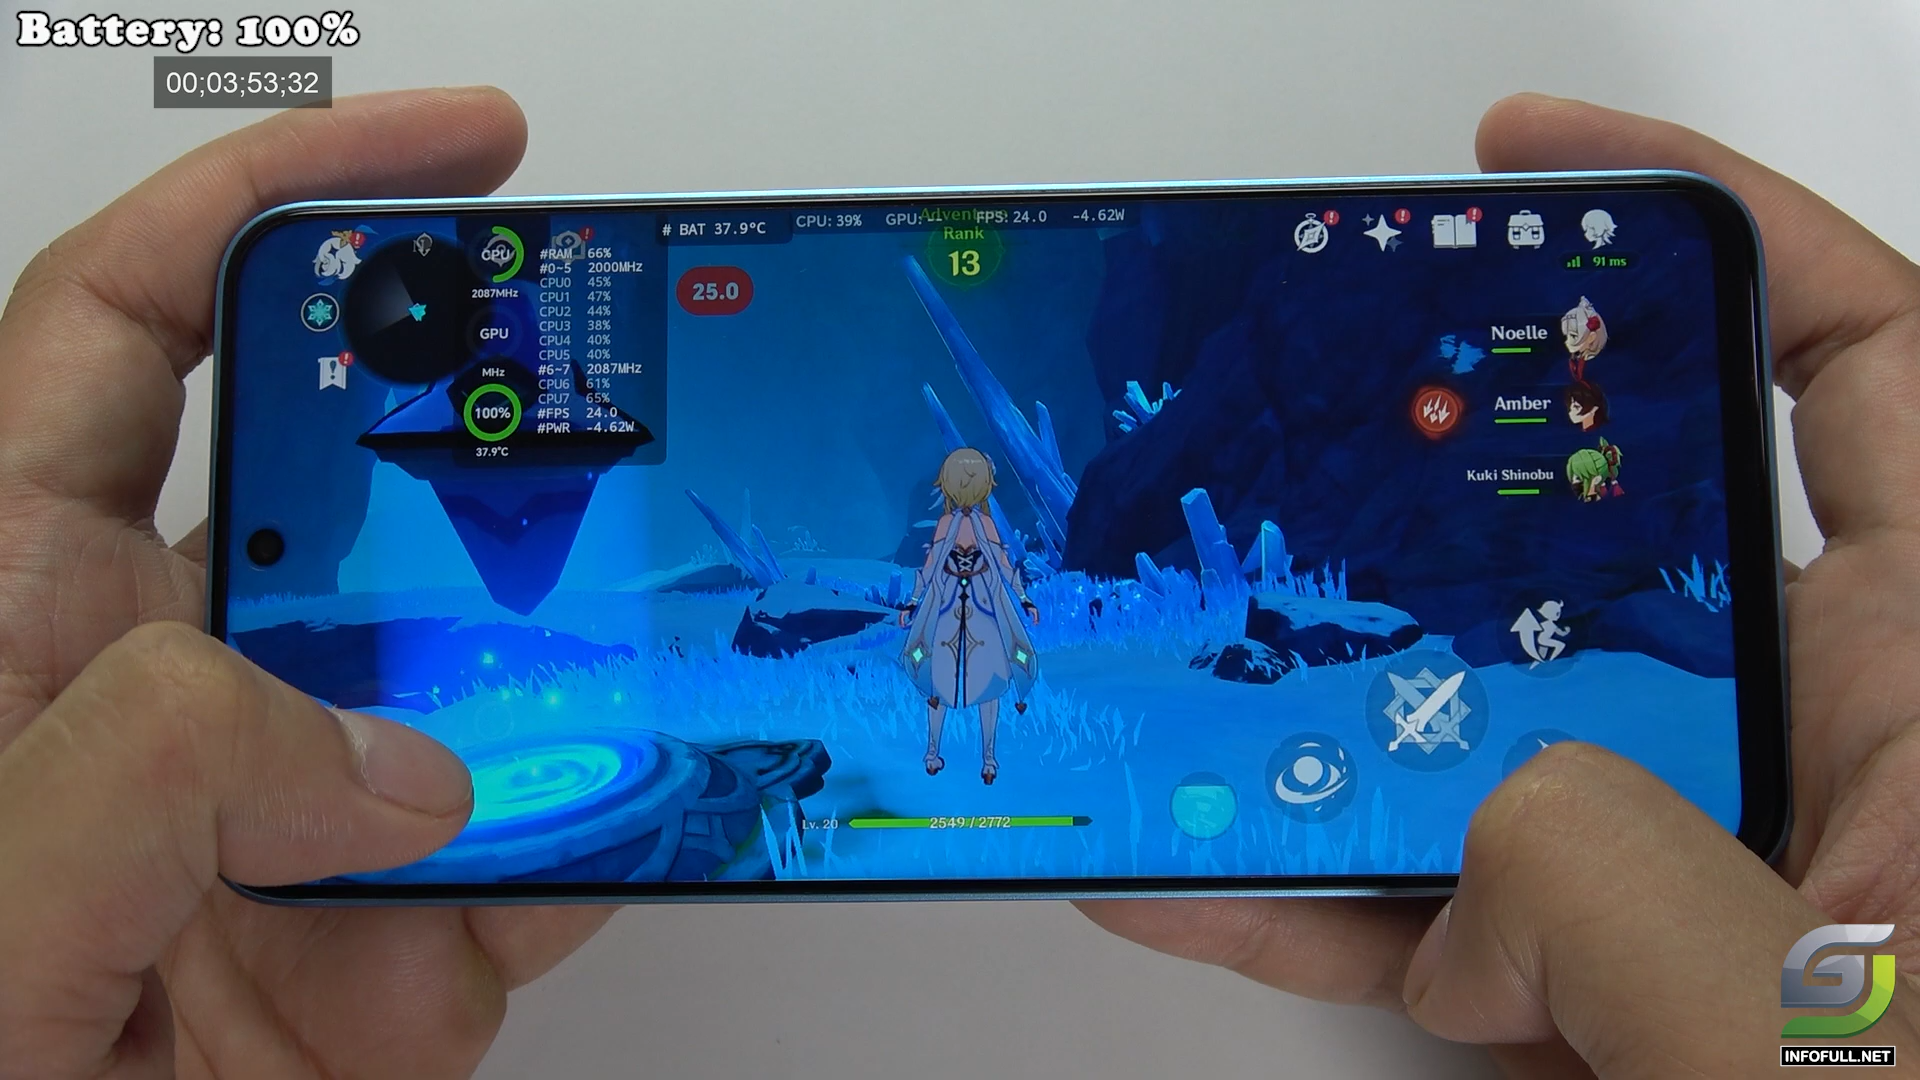 Battery: 100%
00;03;53;32
# BAT 37.9°C
CPU: 39% GPU: -- FPS: 24.0 -4.62W
Adventure
Rank
13
25.0
CPU
2087MHz
GPU
MHz
100%
37.9°C
#RAM 66%
#0~5 2000MHz
CPU0 45%
CPU1 47%
CPU2 44%
CPU3 38%
CPU4 40%
CPU5 40%
#6~7 2087MHz
CPU6 61%
CPU7 65%
#FPS 24.0
#PWR -4.62W
91 ms
Noelle
Amber
Kuki Shinobu
Lv. 20
2549 / 2772
INFOFULL.NET